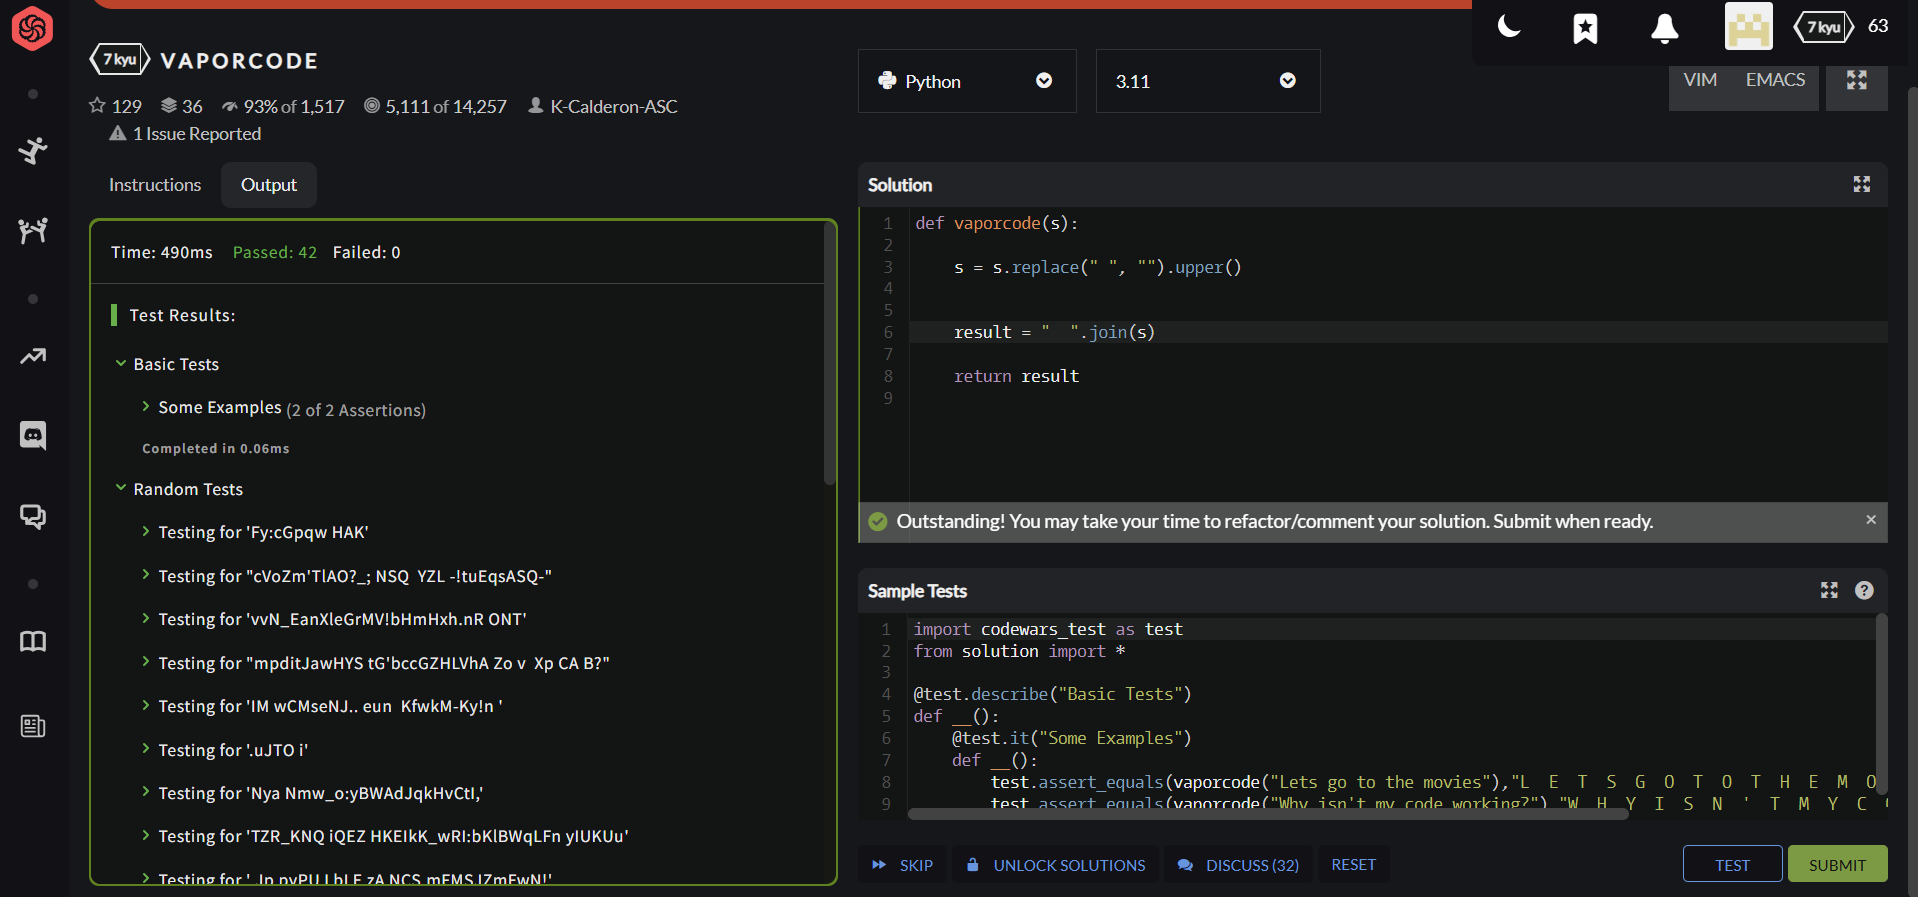 7 kyu VAPORCODE
129 36 93% of 1,517 5,111 of 14,257 K-Calderon-ASC
1 Issue Reported
Python
3.11
7 kyu 63
VIM EMACS
Instructions Output
Time: 490ms Passed: 42 Failed: 0
Test Results:
Basic Tests
Some Examples (2 of 2 Assertions)
Completed in 0.06ms
Random Tests
Testing for 'Fy:cGpqw HAK'
Testing for "cVoZm'TlAO?_; NSQ  YZL -!tuEqsASQ-"
Testing for 'vvN_EanXleGrMV!bHmHxh.nR ONT'
Testing for "mpditJawHYS tG'bccGZHLVhA Zo v  Xp CA B?"
Testing for 'IM wCMseNJ.. eun  KfwkM-Ky!n '
Testing for '.uJTO i'
Testing for 'Nya Nmw_o:yBWAdJqkHvCtI,'
Testing for 'TZR_KNQ iQEZ HKEIkK_wRI:bKlBWqLFn yIUKUu'
Testing for
Solution
1 def vaporcode(s):
2
3     s = s.replace(" ", "").upper()
4
5
6     result = "  ".join(s)
7
8     return result
9
Outstanding! You may take your time to refactor/comment your solution. Submit when ready.
Sample Tests
1 import codewars_test as test
2 from solution import *
3
4 @test.describe("Basic Tests")
5 def __():
6     @test.it("Some Examples")
7     def __():
8         test.assert_equals(vaporcode("Lets go to the movies"),"L  E  T  S  G  O  T  O  T  H  E  M  O
9         test.assert_equals(vaporcode("Why isn't my code working?"),"W  H  Y  I  S  N  '  T  M  Y  C
SKIP UNLOCK SOLUTIONS DISCUSS (32) RESET TEST SUBMIT